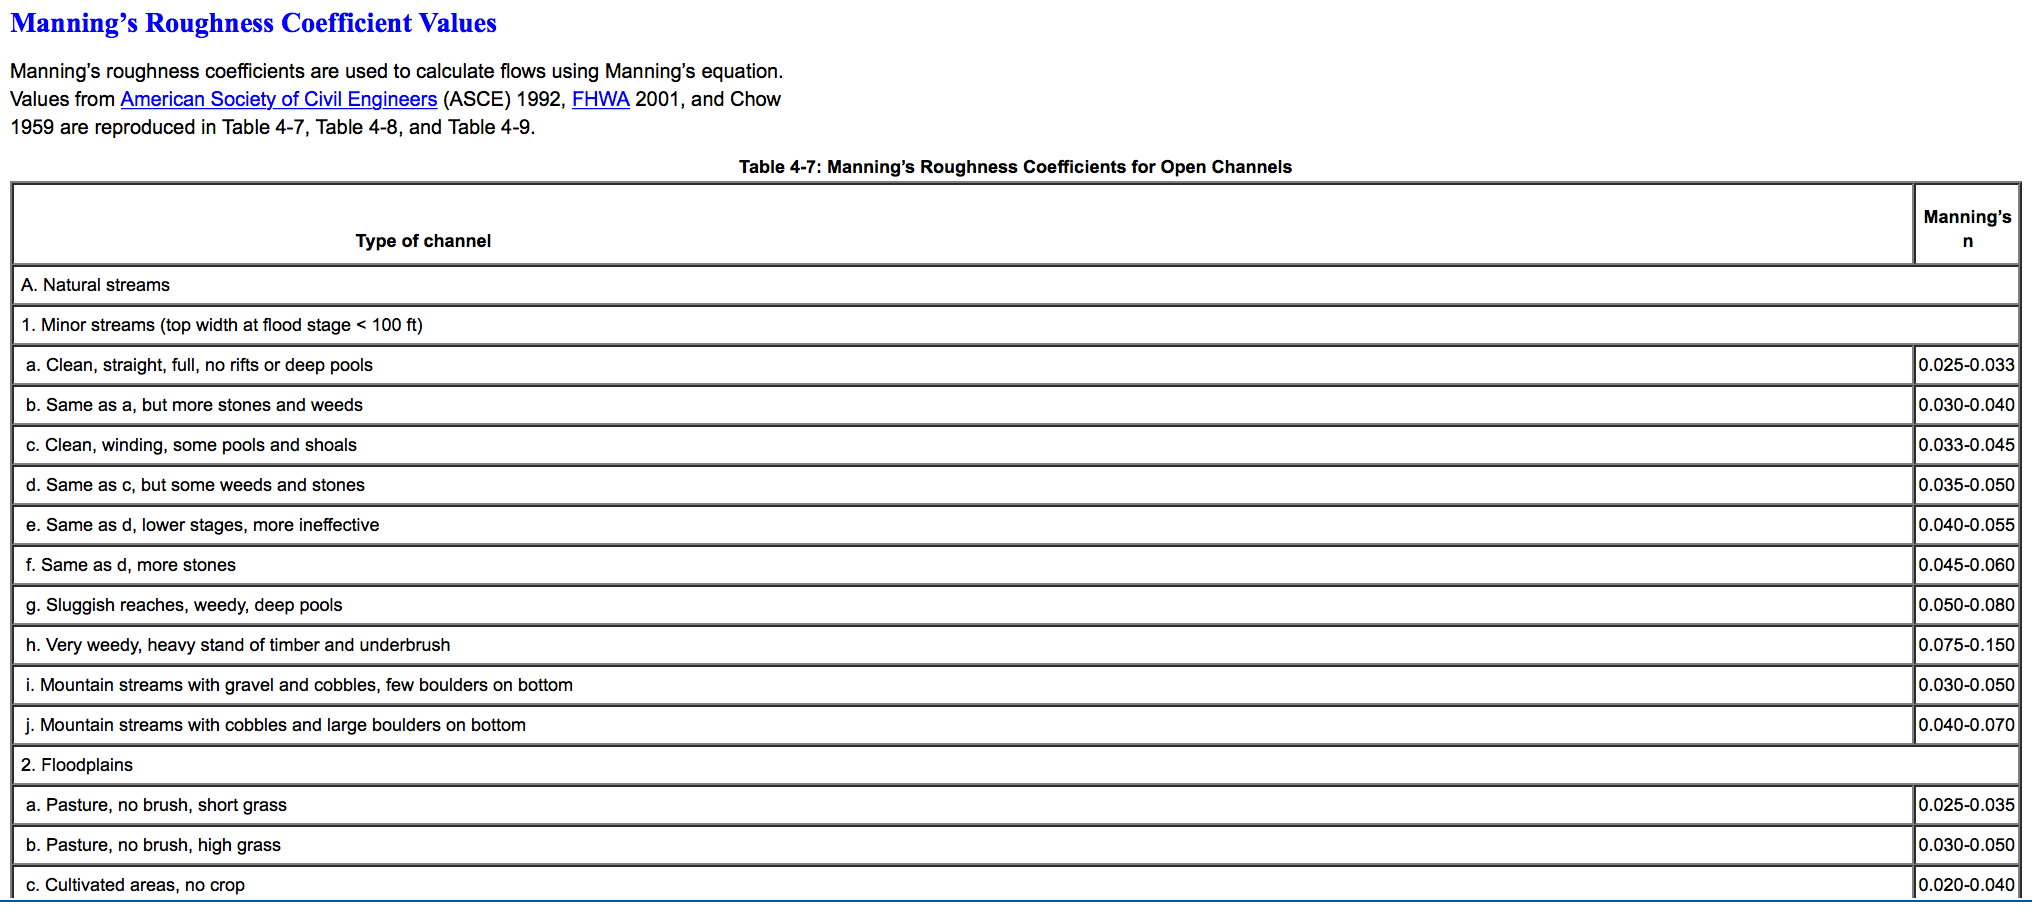 Manning’s Roughness Coefficient Values
Manning’s roughness coefficients are used to calculate flows using Manning’s equation.
Values from American Society of Civil Engineers (ASCE) 1992, FHWA 2001, and Chow
1959 are reproduced in Table 4-7, Table 4-8, and Table 4-9.
Table 4-7: Manning’s Roughness Coefficients for Open Channels
Type of channel Manning’s n
A. Natural streams
1. Minor streams (top width at flood stage < 100 ft)
a. Clean, straight, full, no rifts or deep pools 0.025-0.033
b. Same as a, but more stones and weeds 0.030-0.040
c. Clean, winding, some pools and shoals 0.033-0.045
d. Same as c, but some weeds and stones 0.035-0.050
e. Same as d, lower stages, more ineffective 0.040-0.055
f. Same as d, more stones 0.045-0.060
g. Sluggish reaches, weedy, deep pools 0.050-0.080
h. Very weedy, heavy stand of timber and underbrush 0.075-0.150
i. Mountain streams with gravel and cobbles, few boulders on bottom 0.030-0.050
j. Mountain streams with cobbles and large boulders on bottom 0.040-0.070
2. Floodplains
a. Pasture, no brush, short grass 0.025-0.035
b. Pasture, no brush, high grass 0.030-0.050
c. Cultivated areas, no crop 0.020-0.040